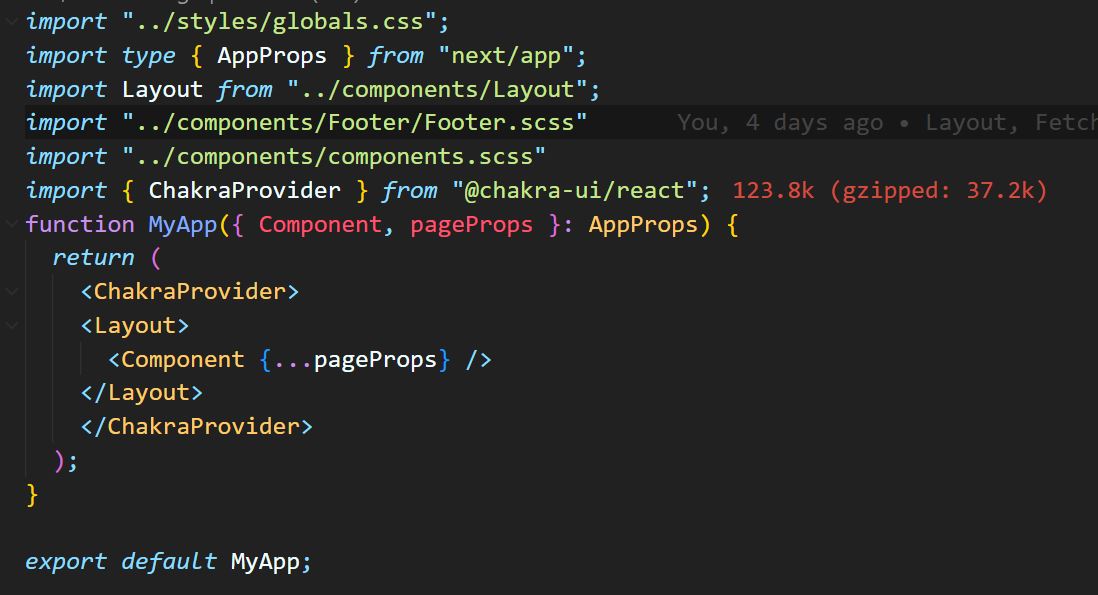 import "../styles/globals.css";
import type { AppProps } from "next/app";
import Layout from "../components/Layout";
import "../components/Footer/Footer.scss" You, 4 days ago • Layout, Fetch
import "../components/components.scss"
import { ChakraProvider } from "@chakra-ui/react"; 123.8k (gzipped: 37.2k)
function MyApp({ Component, pageProps }: AppProps) {
  return (
    <ChakraProvider>
    <Layout>
      <Component {...pageProps} />
    </Layout>
    </ChakraProvider>
  );
}

export default MyApp;